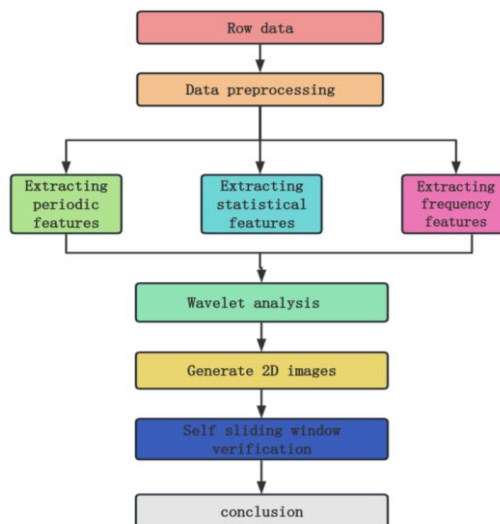 Row data
Data preprocessing
Extracting
periodic
features
Extracting
statistical
features
Extracting
frequency
features
Wavelet analysis
Generate 2D images
Self sliding window
verification
conclusion